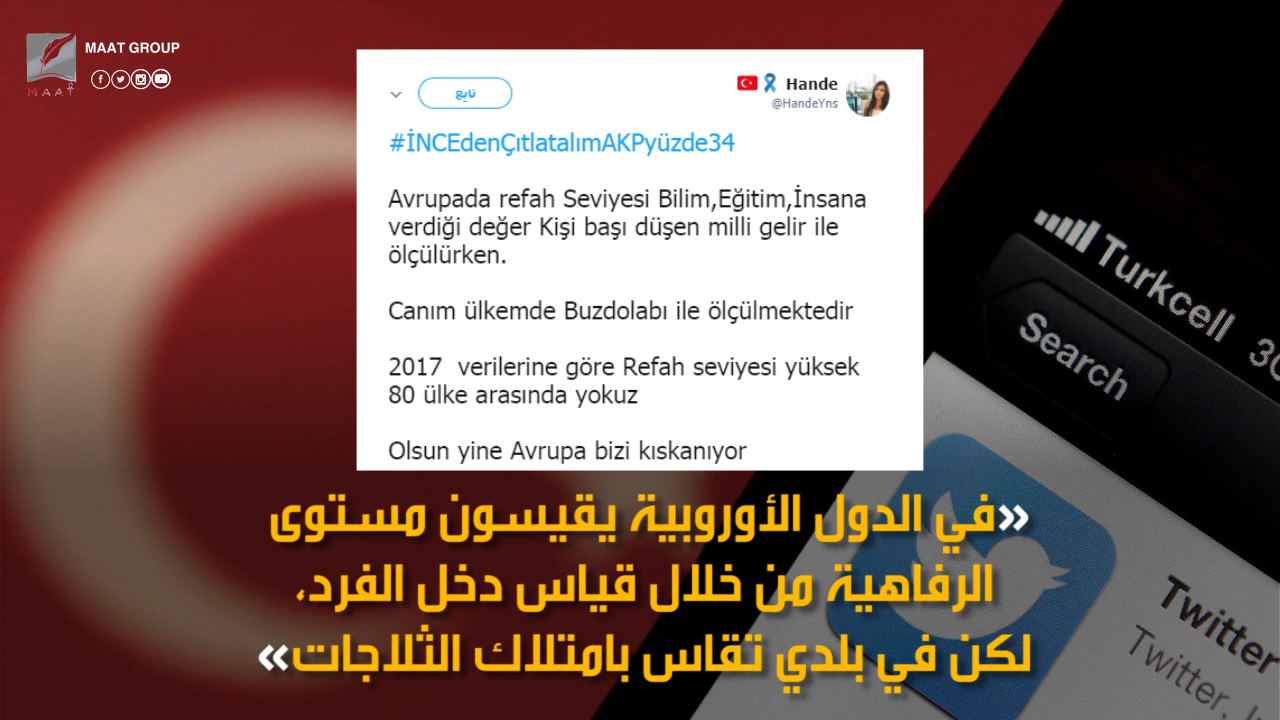 MAAT GROUP
MAAT
تابع
Hande
@HandeYns
#İNCEdenÇıtlatalımAKPyüzde34
Avrupada refah Seviyesi Bilim,Eğitim,İnsana
verdiği değer Kişi başı düşen milli gelir ile
ölçülürken.
Canım ülkemde Buzdolabı ile ölçülmektedir
2017 verilerine göre Refah seviyesi yüksek
80 ülke arasında yokuz
Olsun yine Avrupa bizi kıskanıyor
Turkcell
Search
Twitter
Twitter,
«في الدول الأوروبية يقيسون مستوى
الرفاهية من خلال قياس دخل الفرد،
لكن في بلدي تقاس بامتلاك الثلاجات»